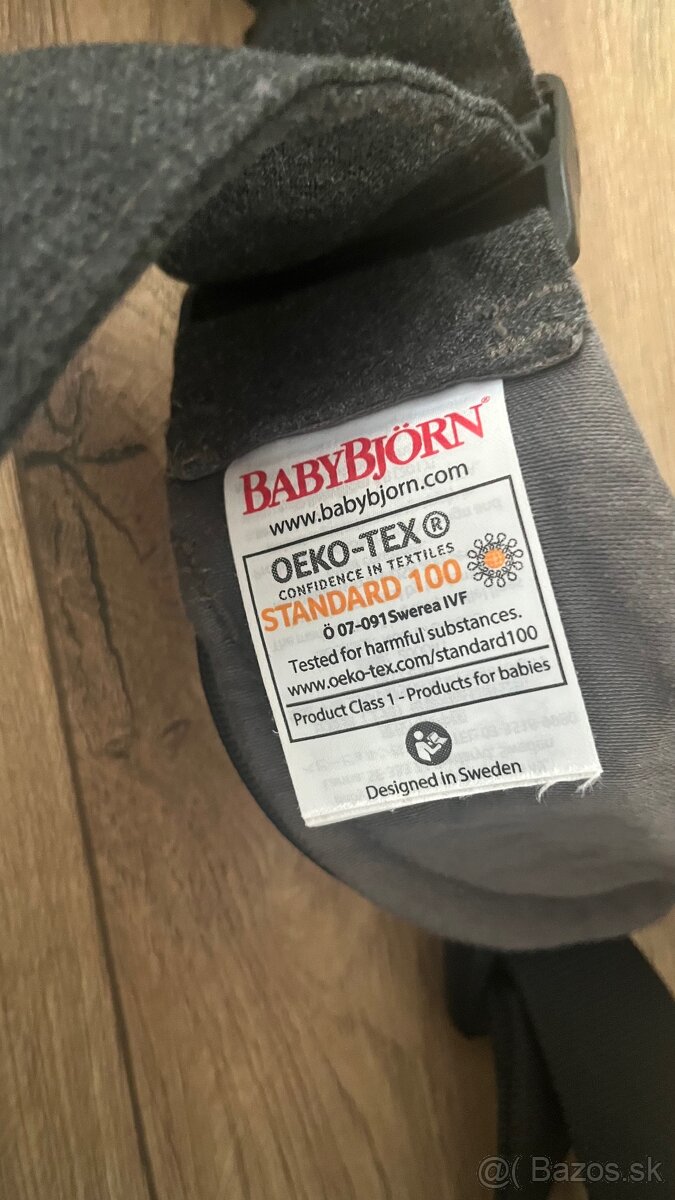 BABYBJÖRN®
www.babybjorn.com
OEKO-TEX®
CONFIDENCE IN TEXTILES
STANDARD 100
Ö 07-091 Swerea IVF
Tested for harmful substances.
www.oeko-tex.com/standard100
Product Class 1 - Products for babies
Designed in Sweden
@( Bazos.sk